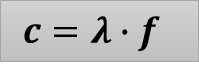 c = λ · f